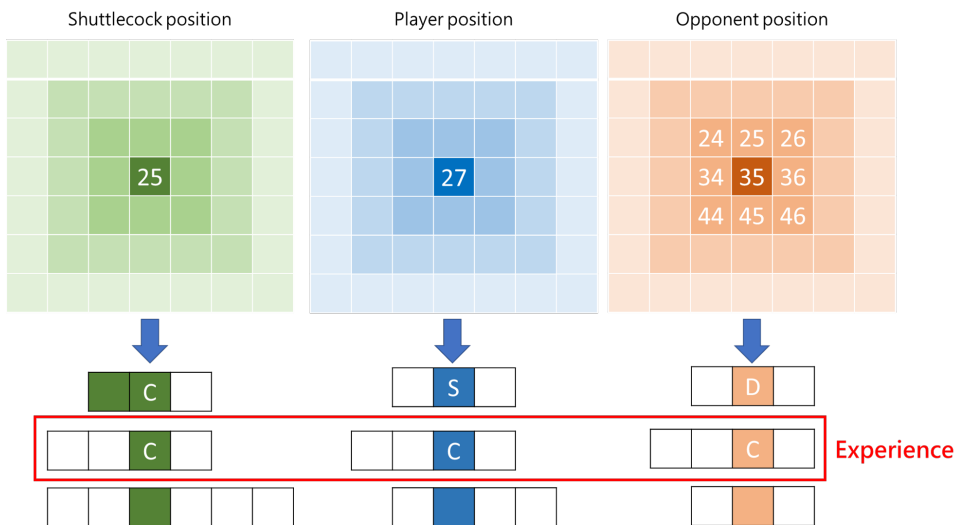 Shuttlecock position
Player position
Opponent position
24 25 26
25
27
34 35 36
44 45 46
C
S
D
C
C
C
Experience